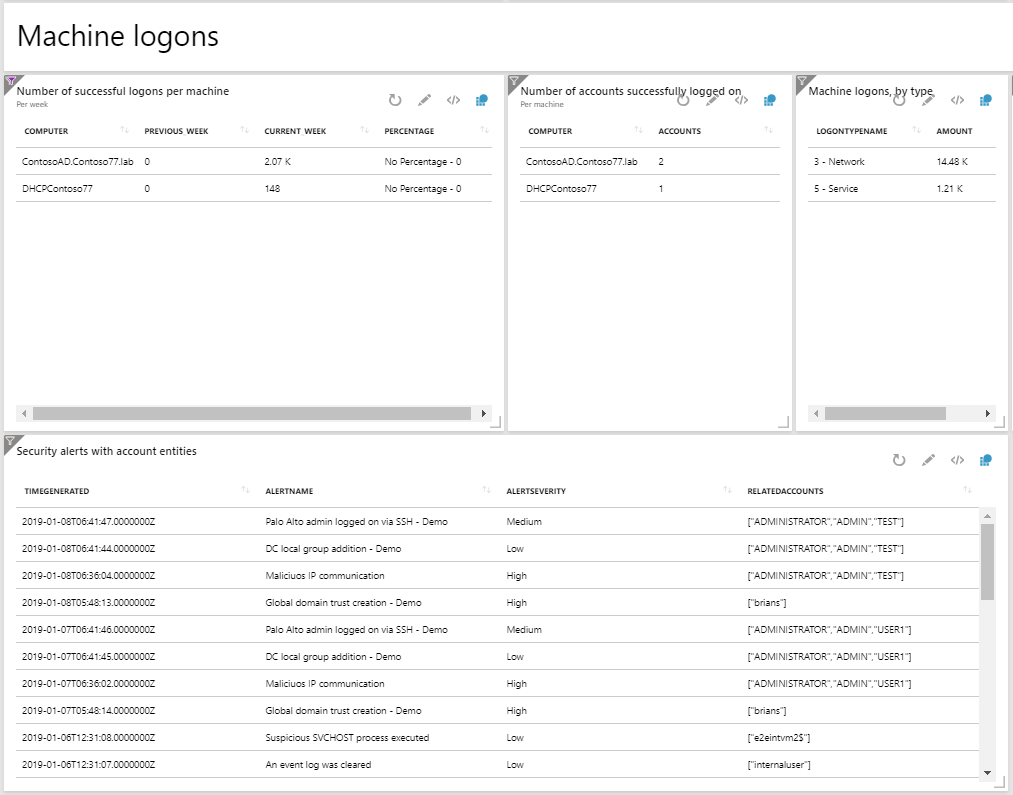 Machine logons
Number of successful logons per machine
Per week
COMPUTER PREVIOUS_WEEK CURRENT_WEEK PERCENTAGE
ContosoAD.Contoso77.lab 0 2.07 K No Percentage - 0
DHCPContoso77 0 148 No Percentage - 0
Number of accounts successfully logged on
Per machine
COMPUTER ACCOUNTS
ContosoAD.Contoso77.lab 2
DHCPContoso77 1
Machine logons, by type
LOGONTYPENAME AMOUNT
3 - Network 14.48 K
5 - Service 1.21 K
Security alerts with account entities
TIMEGENERATED ALERTNAME ALERTSEVERITY RELATEDACCOUNTS
2019-01-08T06:41:47.0000000Z Palo Alto admin logged on via SSH - Demo Medium ["ADMINISTRATOR","ADMIN","TEST"]
2019-01-08T06:41:44.0000000Z DC local group addition - Demo Low ["ADMINISTRATOR","ADMIN","TEST"]
2019-01-08T06:36:04.0000000Z Maliciuos IP communication High ["ADMINISTRATOR","ADMIN","TEST"]
2019-01-08T05:48:13.0000000Z Global domain trust creation - Demo High ["brians"]
2019-01-07T06:41:46.0000000Z Palo Alto admin logged on via SSH - Demo Medium ["ADMINISTRATOR","ADMIN","USER1"]
2019-01-07T06:41:45.0000000Z DC local group addition - Demo Low ["ADMINISTRATOR","ADMIN","USER1"]
2019-01-07T06:36:02.0000000Z Maliciuos IP communication High ["ADMINISTRATOR","ADMIN","USER1"]
2019-01-07T05:48:14.0000000Z Global domain trust creation - Demo High ["brians"]
2019-01-06T12:31:08.0000000Z Suspicious SVCHOST process executed Low ["e2eintvm2$"]
2019-01-06T12:31:07.0000000Z An event log was cleared Low ["internaluser"]